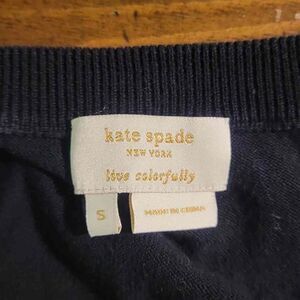 kate spade
NEW YORK
live colorfully
S
MADE IN CHINA